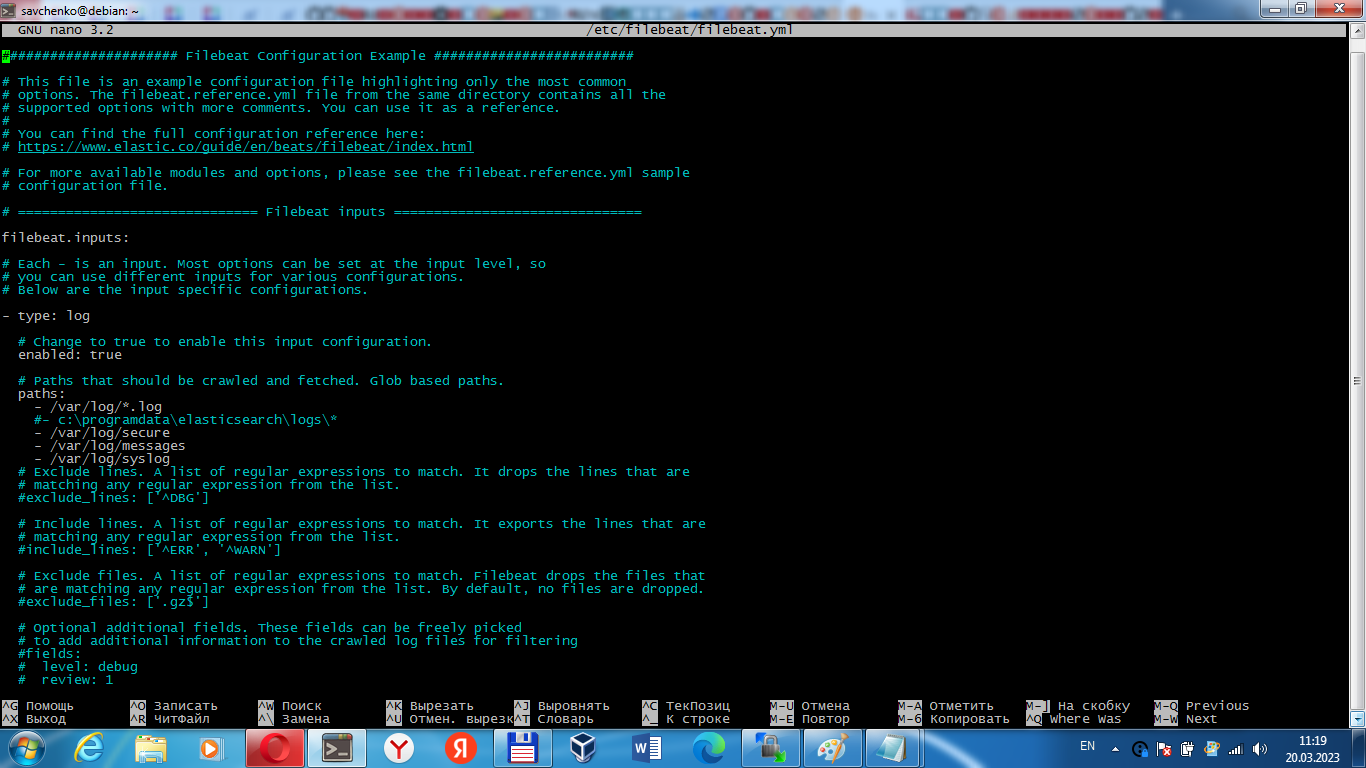 savchenko@debian: ~
GNU nano 3.2 /etc/filebeat/filebeat.yml
###################### Filebeat Configuration Example #########################
# This file is an example configuration file highlighting only the most common
# options. The filebeat.reference.yml file from the same directory contains all the
# supported options with more comments. You can use it as a reference.
#
# You can find the full configuration reference here:
# https://www.elastic.co/guide/en/beats/filebeat/index.html
# For more available modules and options, please see the filebeat.reference.yml sample
# configuration file.
# ============================== Filebeat inputs ===============================
filebeat.inputs:
# Each - is an input. Most options can be set at the input level, so
# you can use different inputs for various configurations.
# Below are the input specific configurations.
- type: log
# Change to true to enable this input configuration.
enabled: true
# Paths that should be crawled and fetched. Glob based paths.
paths:
- /var/log/*.log
#- c:\programdata\elasticsearch\logs\*
- /var/log/secure
- /var/log/messages
- /var/log/syslog
# Exclude lines. A list of regular expressions to match. It drops the lines that are
# matching any regular expression from the list.
#exclude_lines: ['^DBG']
# Include lines. A list of regular expressions to match. It exports the lines that are
# matching any regular expression from the list.
#include_lines: ['^ERR', '^WARN']
# Exclude files. A list of regular expressions to match. Filebeat drops the files that
# are matching any regular expression from the list. By default, no files are dropped.
#exclude_files: ['.gz$']
# Optional additional fields. These fields can be freely picked
# to add additional information to the crawled log files for filtering
#fields:
#  level: debug
#  review: 1
^G Помощь ^O Записать ^W Поиск ^K Вырезать ^J Выровнять ^C ТекПозиц M-U Отмена M-A Отметить M-] На скобку M-Q Previous
^X Выход ^R ЧитФайл ^\ Замена ^U Отмен. вырезк ^T Словарь ^_ К строке M-E Повтор M-6 Копировать ^Q Where Was M-W Next
EN
11:19
20.03.2023